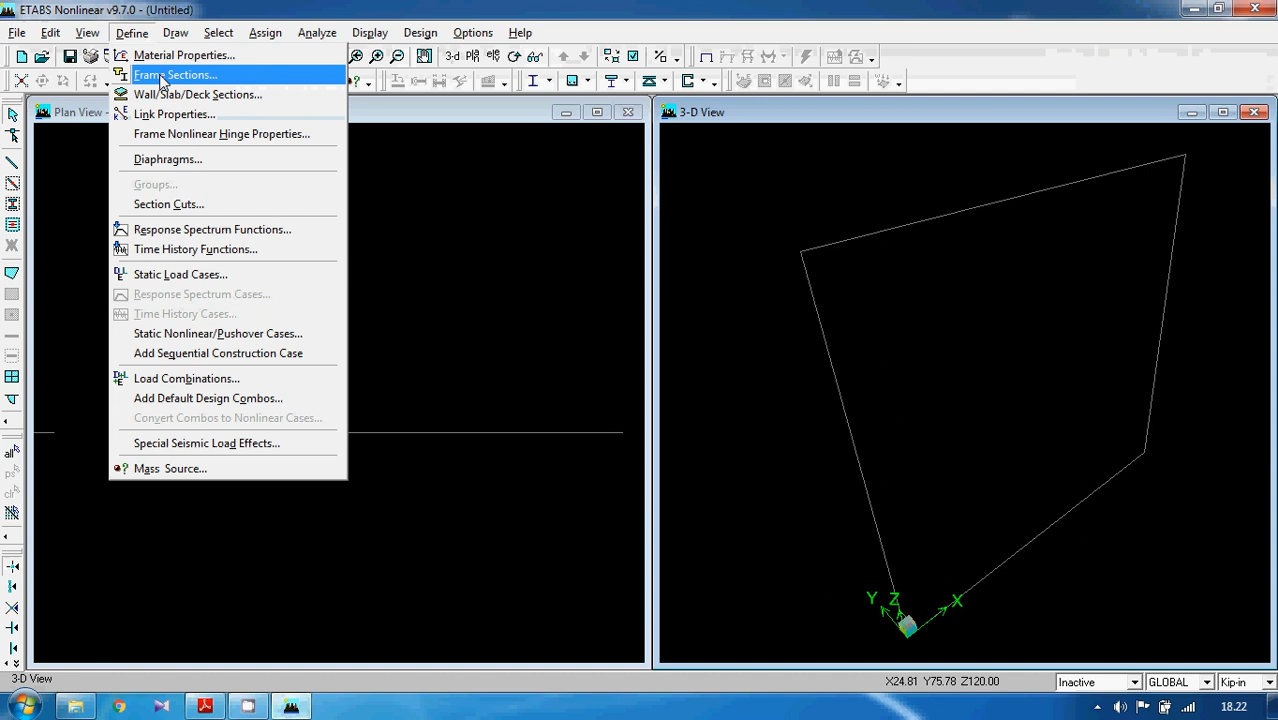 ETABS Nonlinear v9.7.0 - (Untitled)
File Edit View Define Draw Select Assign Analyze Display Design Options Help
3-d
Material Properties...
Frame Sections...
Wall/Slab/Deck Sections...
Link Properties...
Frame Nonlinear Hinge Properties...
Diaphragms...
Groups...
Section Cuts...
Response Spectrum Functions...
Time History Functions...
Static Load Cases...
Response Spectrum Cases...
Time History Cases...
Static Nonlinear/Pushover Cases...
Add Sequential Construction Case
Load Combinations...
Add Default Design Combos...
Convert Combos to Nonlinear Cases...
Special Seismic Load Effects...
Mass Source...
Plan View -
3-D View
all
ps
clr
Y Z X
3-D View
X24.81 Y75.78 Z120.00
Inactive
GLOBAL
Kip-in
18.22